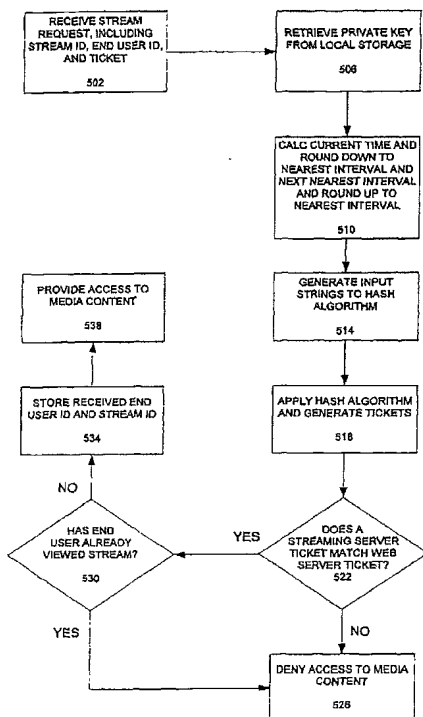 RECEIVE STREAM
REQUEST, INCLUDING
STREAM ID, END USER ID,
AND TICKET
502
RETRIEVE PRIVATE KEY
FROM LOCAL STORAGE
506
CALC CURRENT TIME AND
ROUND DOWN TO
NEAREST INTERVAL AND
NEXT NEAREST INTERVAL
AND ROUND UP TO
NEAREST INTERVAL
510
GENERATE INPUT
STRINGS TO HASH
ALGORITHM
514
APPLY HASH ALGORITHM
AND GENERATE TICKETS
518
DOES A
STREAMING SERVER
TICKET MATCH WEB
SERVER TICKET?
522
YES
NO
HAS END
USER ALREADY
VIEWED STREAM?
530
NO
YES
STORE RECEIVED END
USER ID AND STREAM ID
534
PROVIDE ACCESS TO
MEDIA CONTENT
538
DENY ACCESS TO MEDIA
CONTENT
526